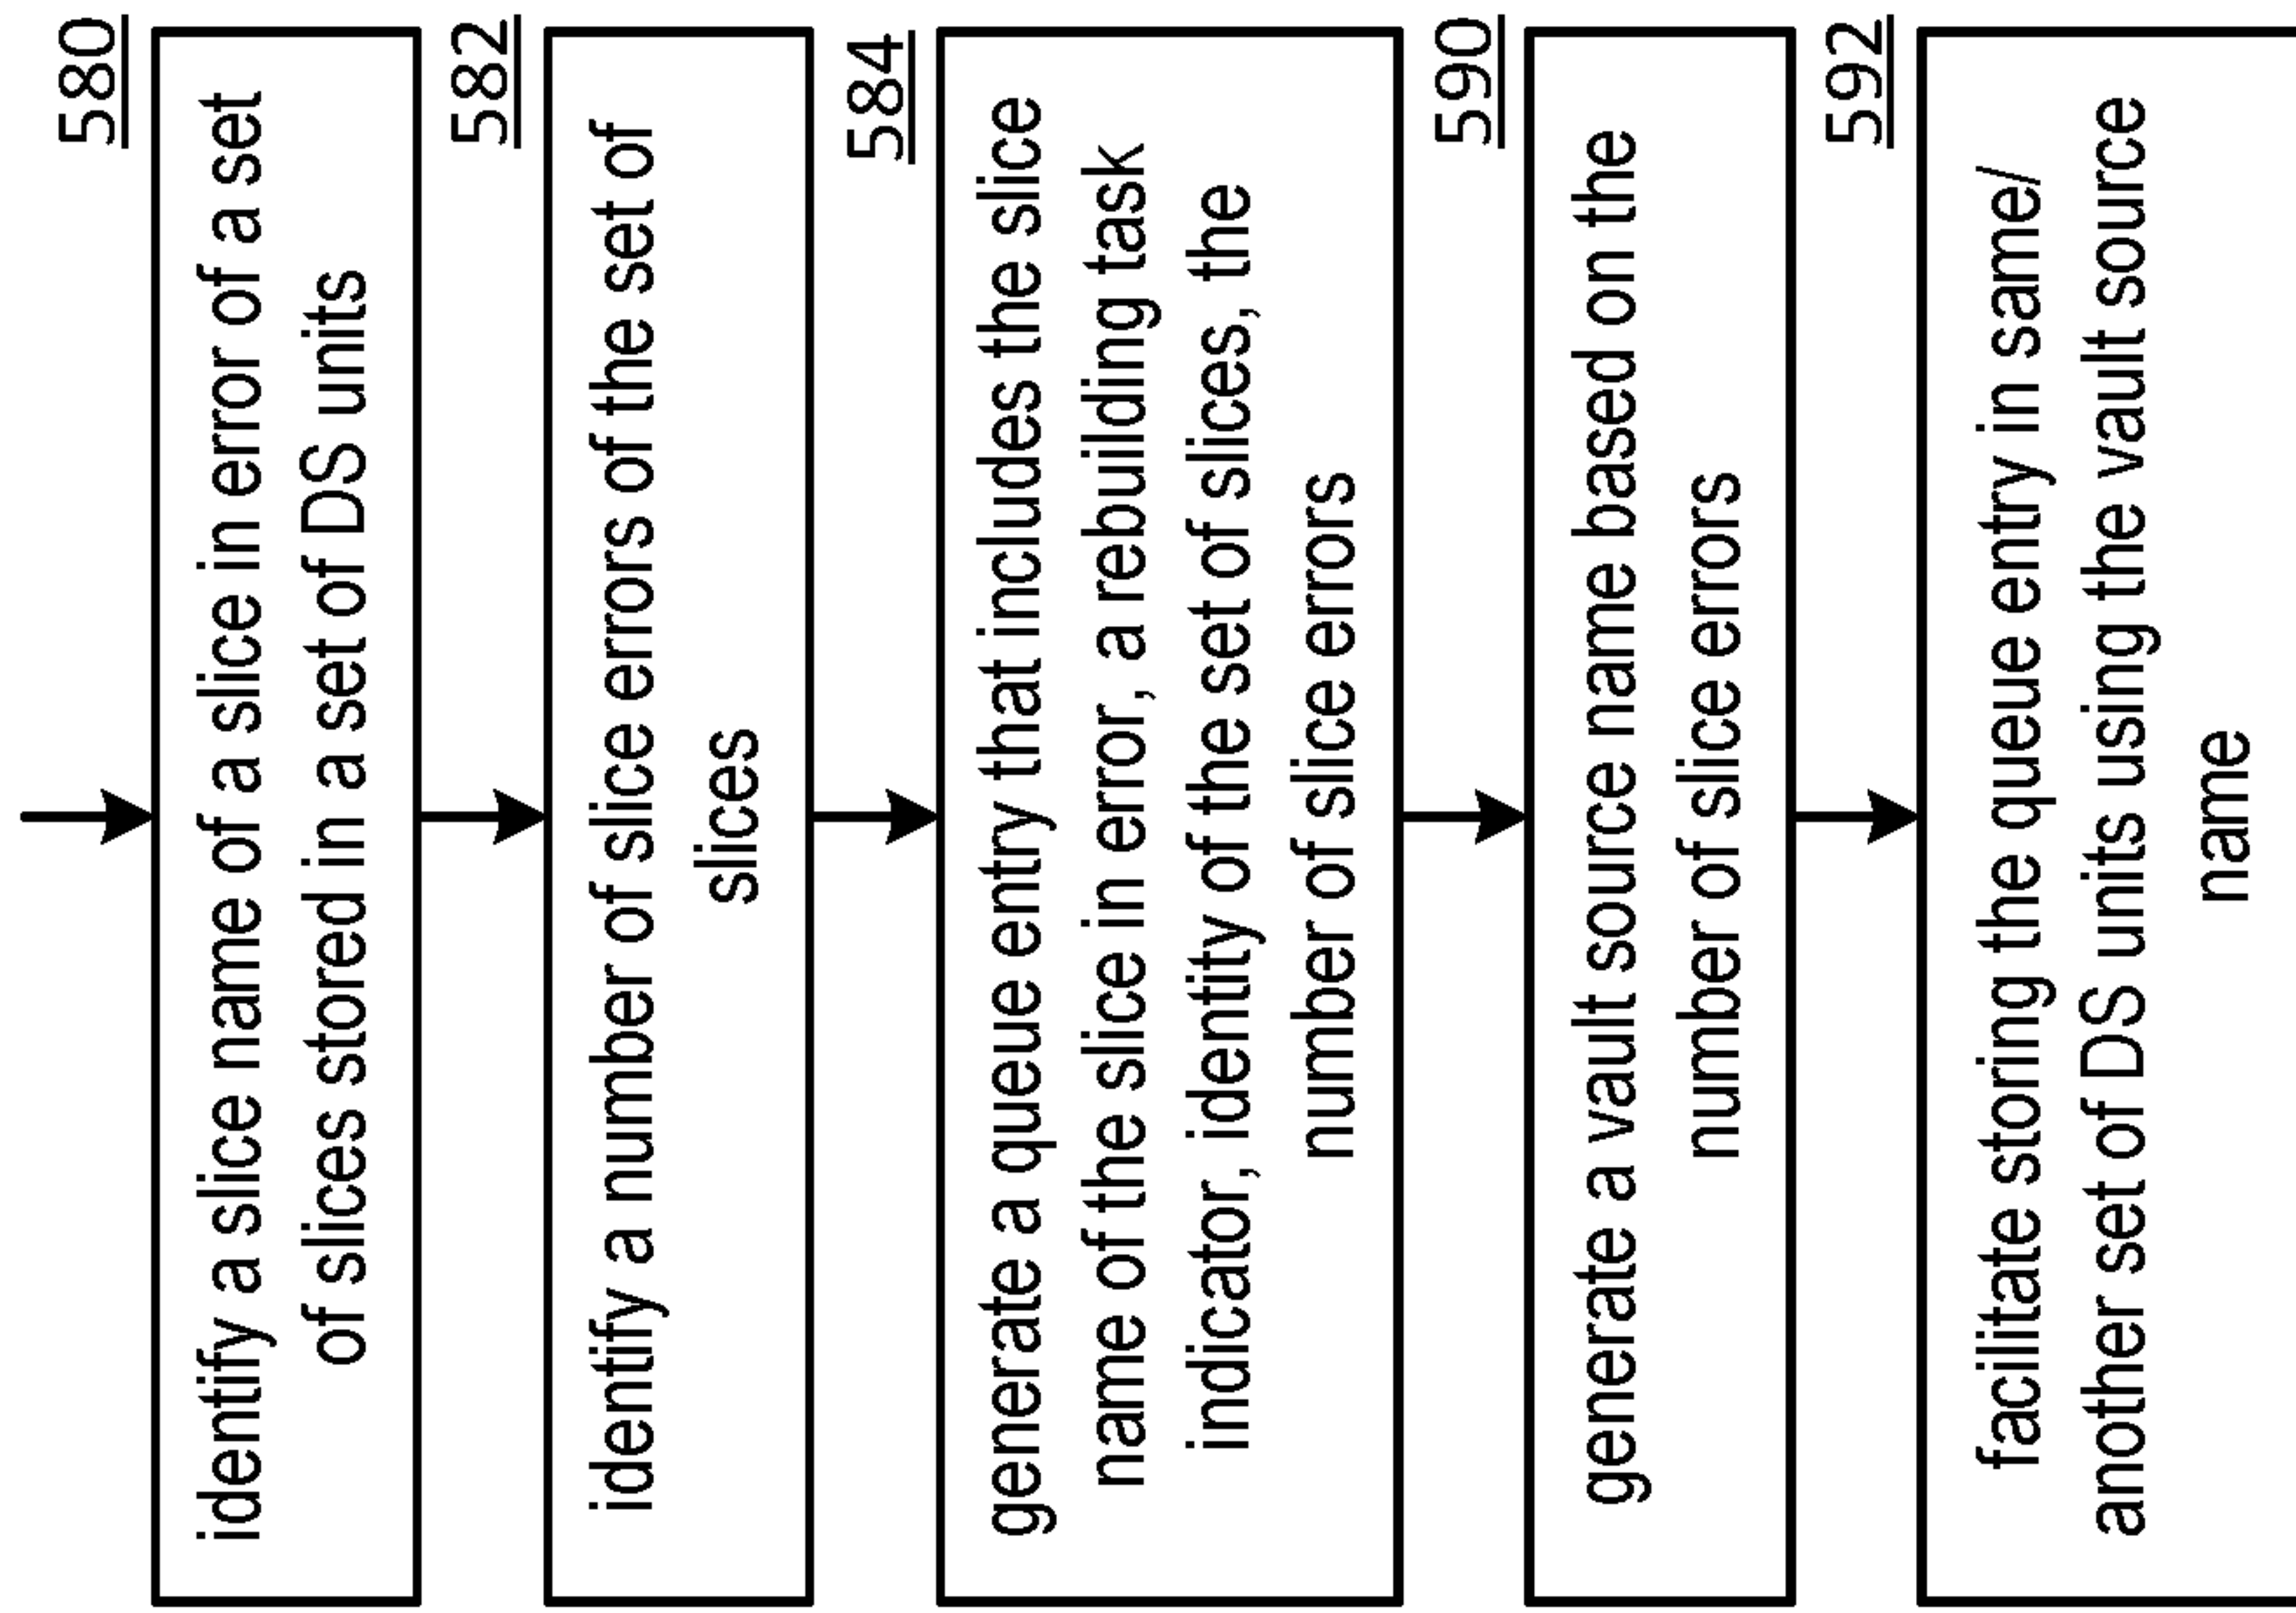 580
identify a slice name of a slice in error of a set
of slices stored in a set of DS units
582
identify a number of slice errors of the set of
slices
584
generate a queue entry that includes the slice
name of the slice in error, a rebuilding task
indicator, identity of the set of slices, the
number of slice errors
590
generate a vault source name based on the
number of slice errors
592
facilitate storing the queue entry in same/
another set of DS units using the vault source
name